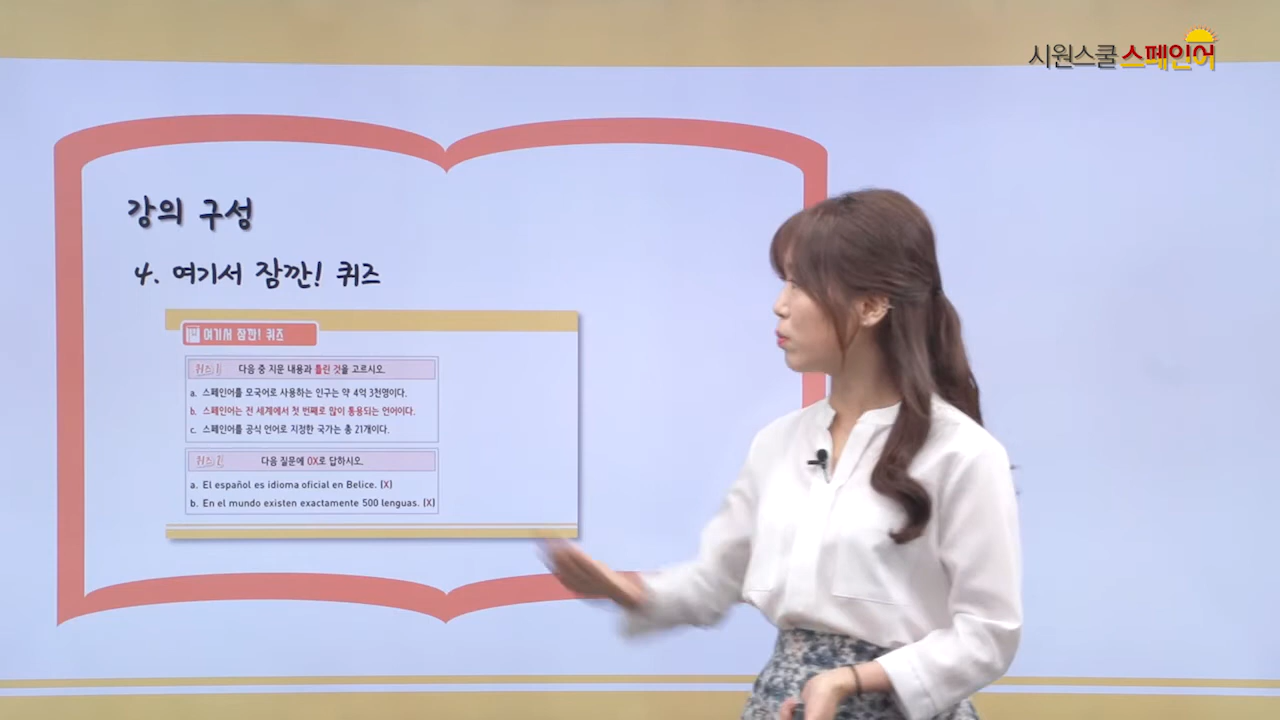 시원스쿨 스페인어
강의 구성
4. 여기서 잠깐! 퀴즈
여기서 잠깐! 퀴즈
퀴즈 1 다음 중 지문 내용과 틀린 것을 고르시오.
a. 스페인어를 모국어로 사용하는 인구는 약 4억 3천명이다.
b. 스페인어는 전 세계에서 첫 번째로 많이 통용되는 언어이다.
c. 스페인어를 공식 언어로 지정한 국가는 총 21개이다.
퀴즈 2 다음 질문에 OX로 답하시오.
a. El español es idioma oficial en Belice. (X)
b. En el mundo existen exactamente 500 lenguas. (X)